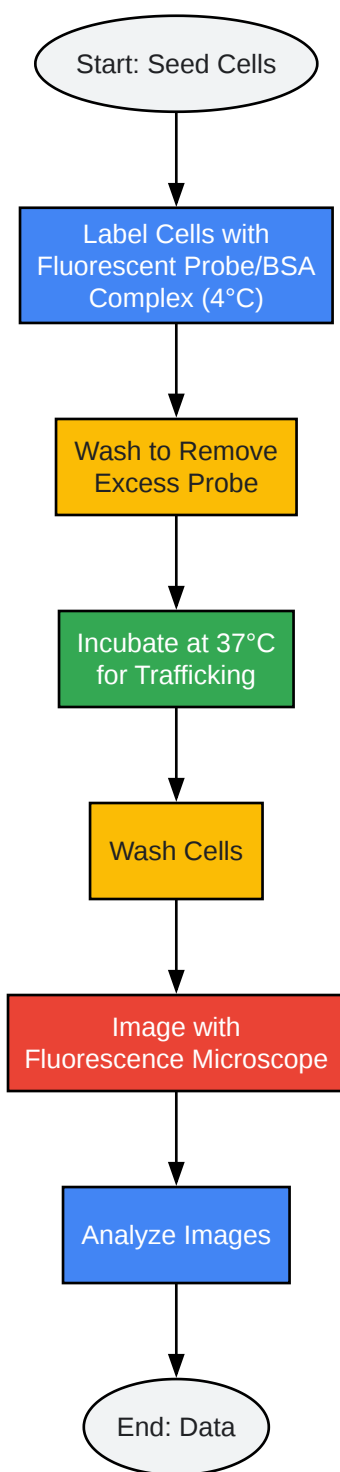 Start: Seed Cells
Label Cells with
Fluorescent Probe/BSA
Complex (4°C)
Wash to Remove
Excess Probe
Incubate at 37°C
for Trafficking
Wash Cells
Image with
Fluorescence Microscope
Analyze Images
End: Data